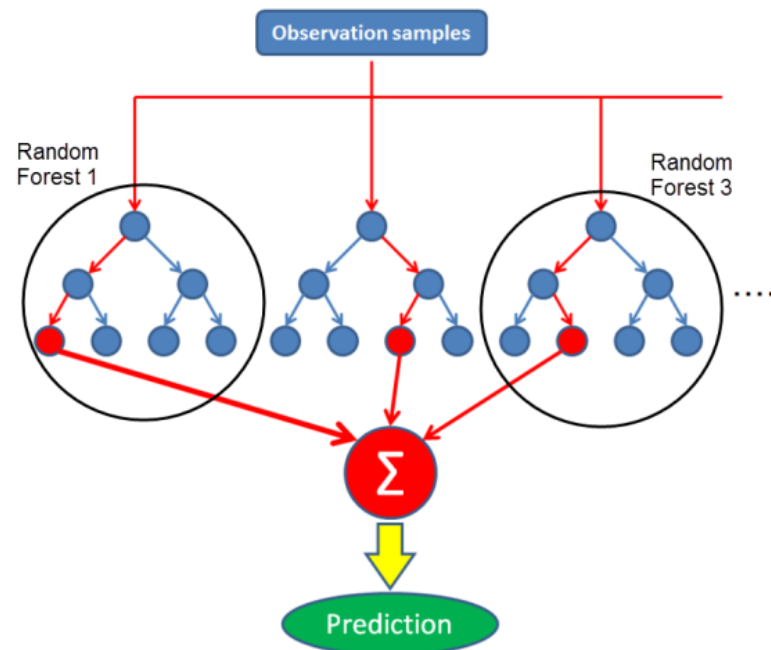 Observation samples
Random
Forest 1
Random
Forest 3
....
Σ
Prediction